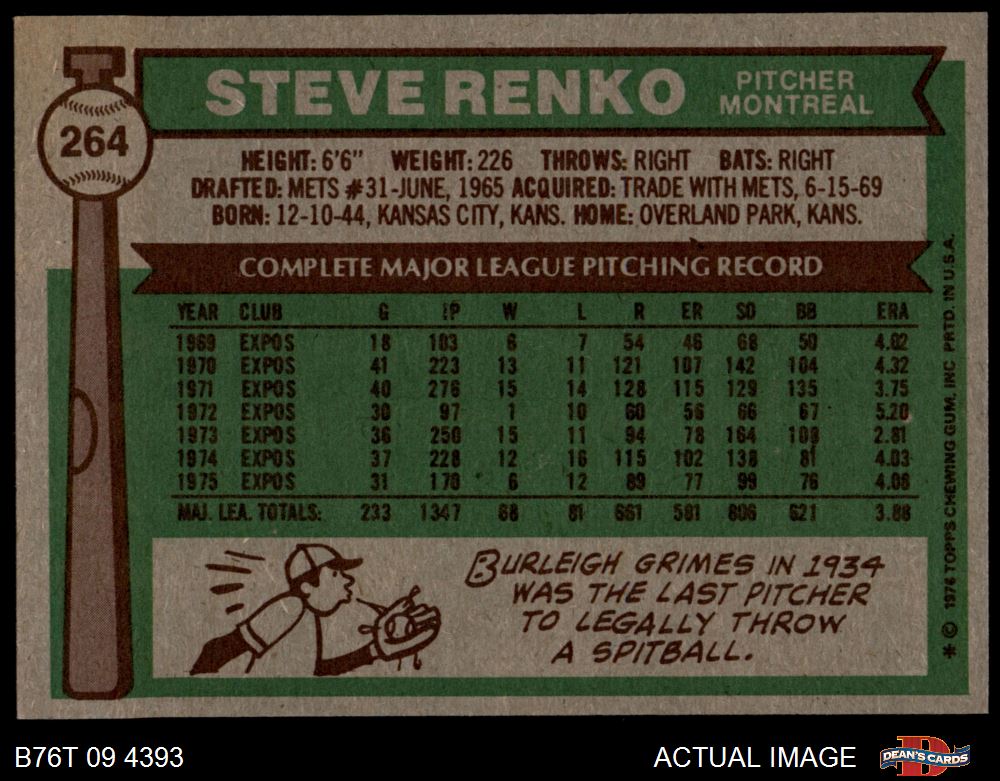 STEVE RENKO PITCHER
MONTREAL
264
HEIGHT: 6'6" WEIGHT: 226 THROWS: RIGHT BATS: RIGHT
DRAFTED: METS #31-JUNE, 1965 ACQUIRED: TRADE WITH METS, 6-15-69
BORN: 12-10-44, KANSAS CITY, KANS. HOME: OVERLAND PARK, KANS.
COMPLETE MAJOR LEAGUE PITCHING RECORD
YEAR CLUB G IP W L R ER SO BB ERA
1969 EXPOS 18 103 6 7 54 46 68 50 4.02
1970 EXPOS 41 223 13 11 121 107 142 104 4.32
1971 EXPOS 40 276 15 14 128 115 129 135 3.75
1972 EXPOS 30 97 1 10 60 56 66 67 5.20
1973 EXPOS 36 250 15 11 94 78 164 108 2.81
1974 EXPOS 37 228 12 16 115 102 138 81 4.03
1975 EXPOS 31 170 6 12 89 77 99 76 4.08
MAJ. LEA. TOTALS: 233 1347 68 81 661 581 806 621 3.88
BURLEIGH GRIMES IN 1934
WAS THE LAST PITCHER
TO LEGALLY THROW
A SPITBALL.
* © 1976 TOPPS CHEWING GUM, INC. PRTD. IN U.S.A.
B76T 09 4393 ACTUAL IMAGE DEAN'S CARDS